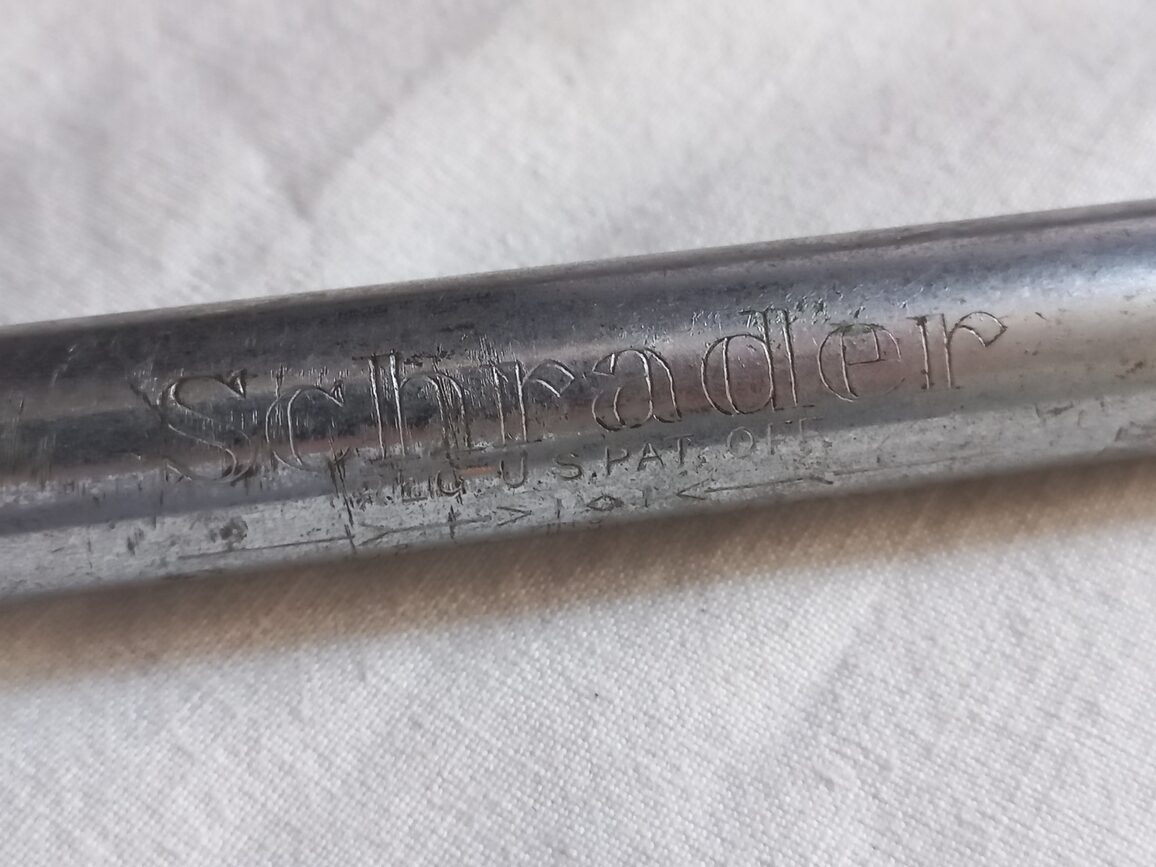 Schrader
REG. U.S. PAT. OFF.